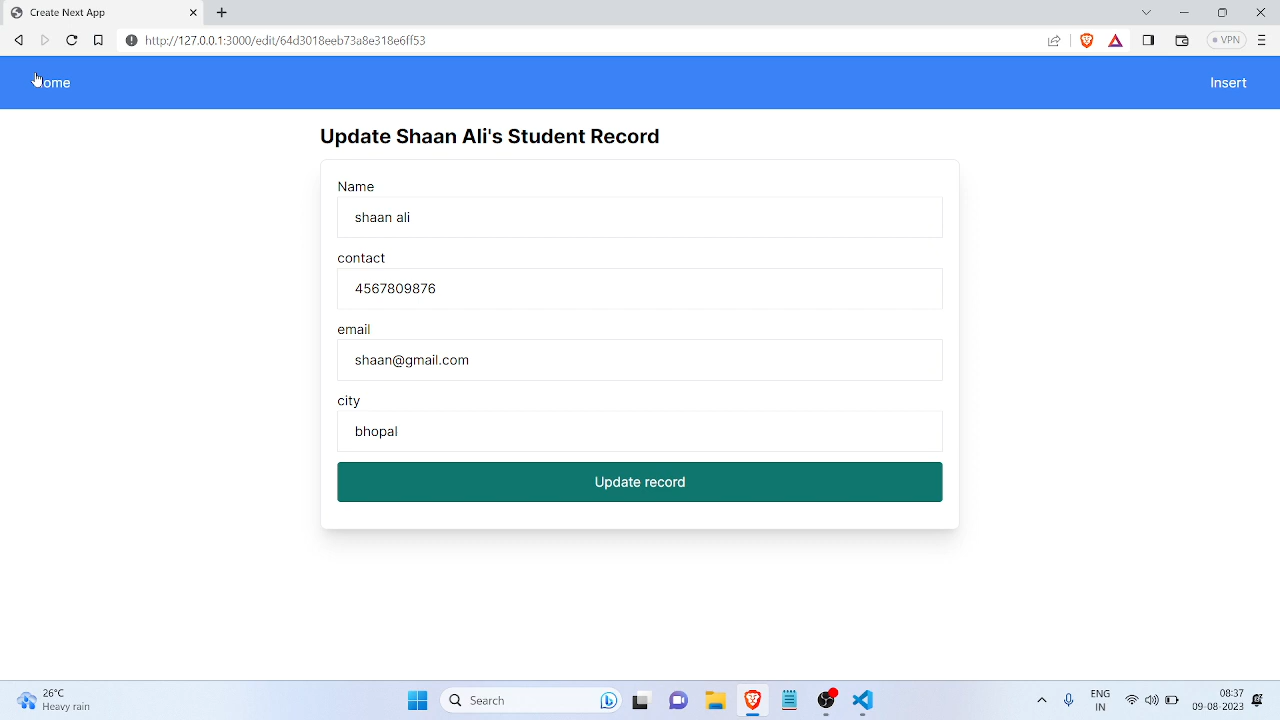 Create Next App
http://127.0.0.1:3000/edit/64d3018eeb73a8e318e6ff53
VPN
Home
Insert
Update Shaan Ali's Student Record
Name
shaan ali
contact
4567809876
email
shaan@gmail.com
city
bhopal
Update record
26°C
Heavy rain
Search
ENG
IN
08:37
09-08-2023